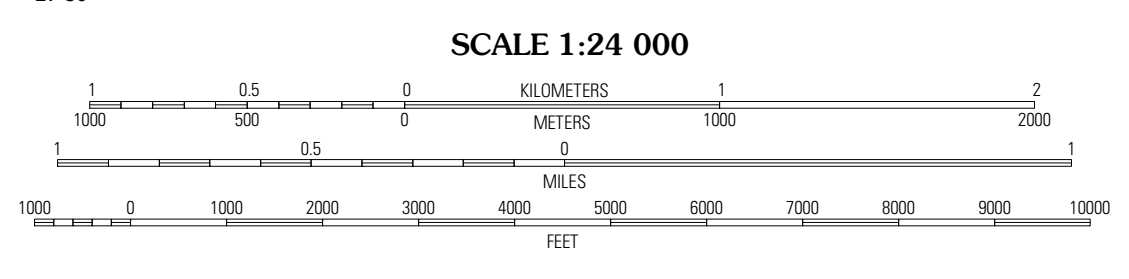 SCALE 1:24 000
1 0.5 0 KILOMETERS 1 2
1000 500 0 METERS 1000 2000
1 0.5 0 1
MILES
1000 0 1000 2000 3000 4000 5000 6000 7000 8000 9000 10000
FEET